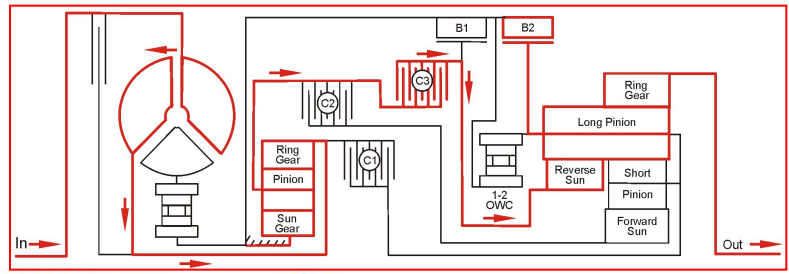 B1
B2
C3
C2
C1
Ring
Gear
Long Pinion
Ring
Gear
Pinion
Sun
Gear
Reverse
Sun
Short
Pinion
Forward
Sun
1-2
OWC
In
Out